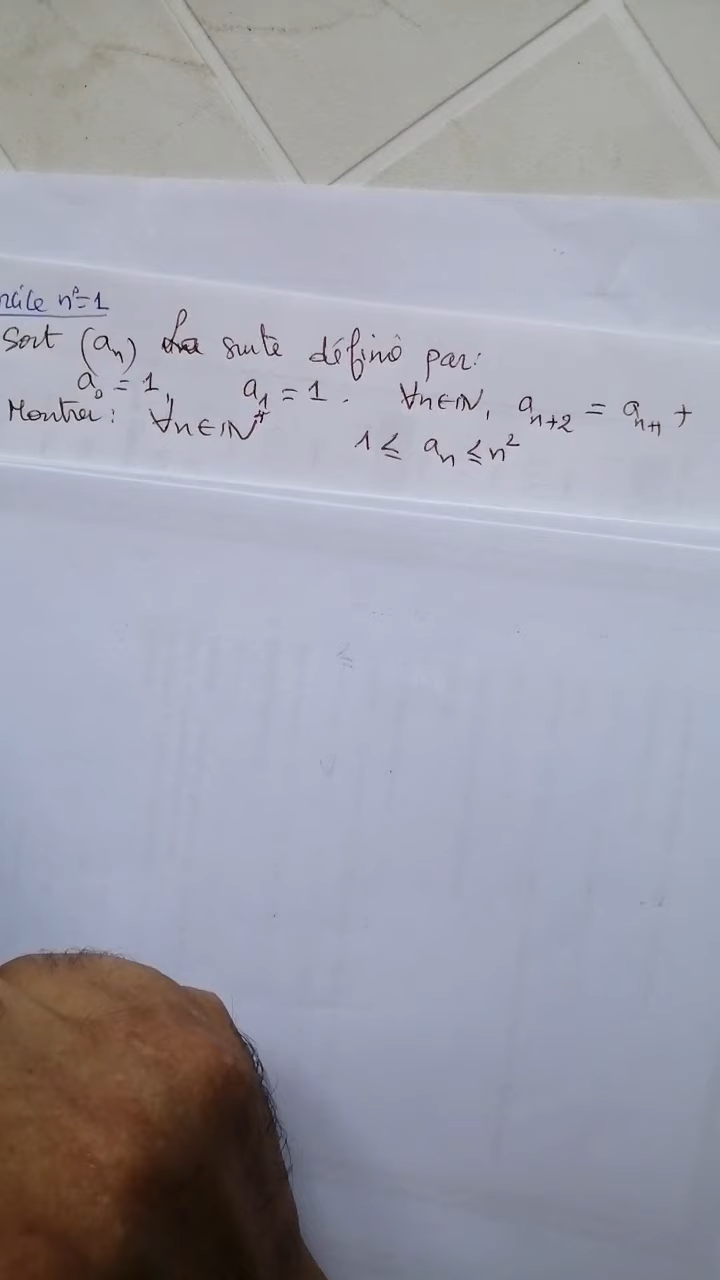 ncice n°=1
Soit (aₙ) La suite définie par:
a₀ = 1, a₁ = 1. ∀n∈ℕ, aₙ₊₂ = aₙ₊₁ +
Montrer: ∀n∈ℕ* 1 ≤ aₙ ≤ n²